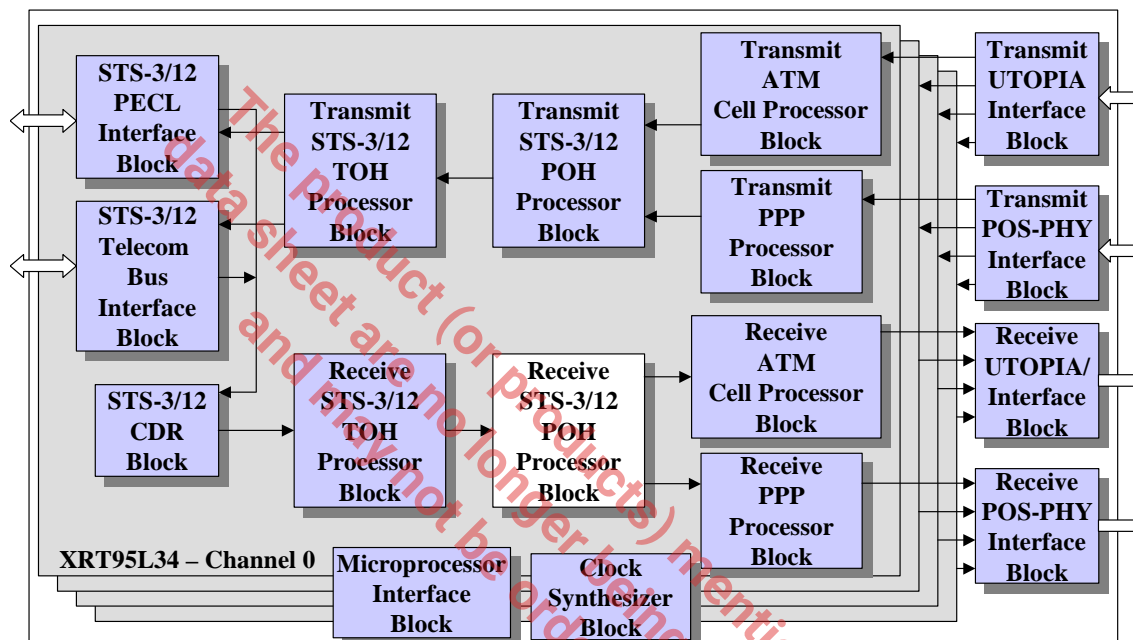 STS-3/12
PECL
Interface
Block
Transmit
STS-3/12
TOH
Processor
Block
Transmit
STS-3/12
POH
Processor
Block
Transmit
ATM
Cell Processor
Block
Transmit
UTOPIA
Interface
Block
STS-3/12
Telecom
Bus
Interface
Block
Transmit
PPP
Processor
Block
Transmit
POS-PHY
Interface
Block
STS-3/12
CDR
Block
Receive
STS-3/12
TOH
Processor
Block
Receive
STS-3/12
POH
Processor
Block
Receive
ATM
Cell Processor
Block
Receive
UTOPIA/
Interface
Block
Receive
PPP
Processor
Block
Receive
POS-PHY
Interface
Block
XRT95L34 – Channel 0
Microprocessor
Interface
Block
Clock
Synthesizer
Block
The product (or products) menti
data sheet are no longer being
and may not be ord